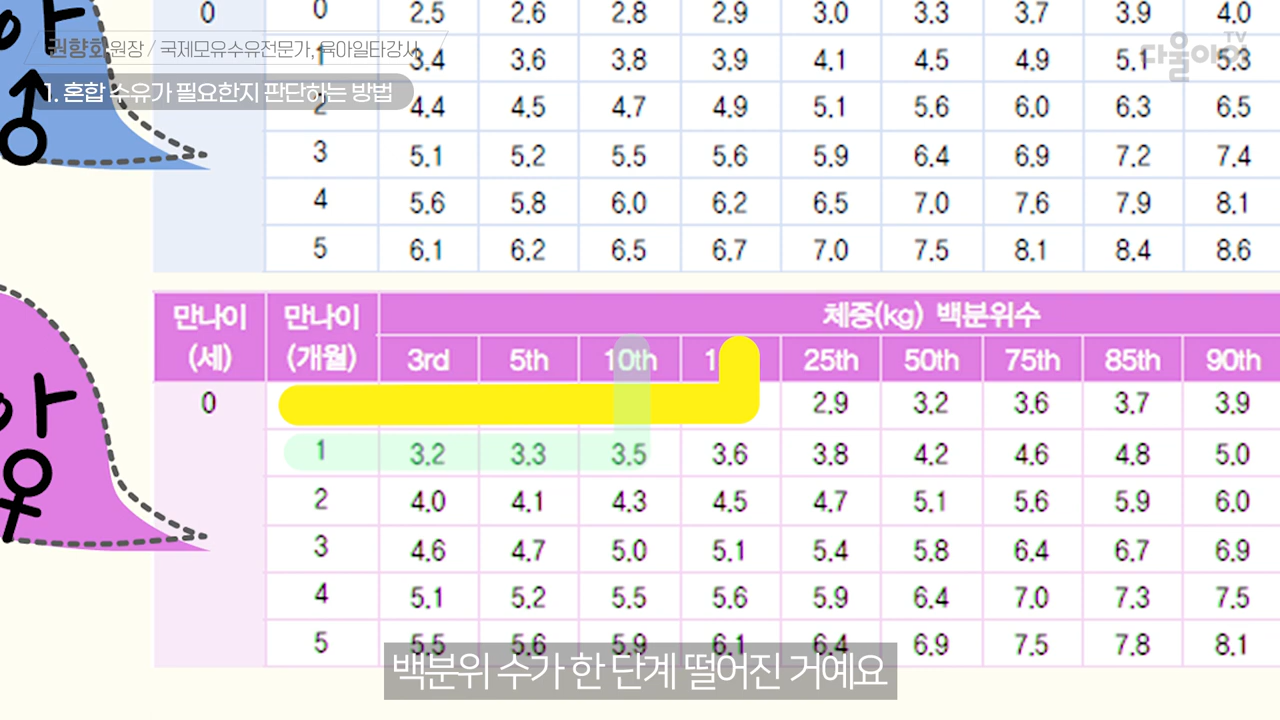 아
권향화 원장 / 국제모유수유전문가, 육아일타강사
다울아이TV
1. 혼합 수유가 필요한지 판단하는 방법
0 0 2.5 2.6 2.8 2.9 3.0 3.3 3.7 3.9 4.0
1 3.4 3.6 3.8 3.9 4.1 4.5 4.9 5.1 5.3
2 4.4 4.5 4.7 4.9 5.1 5.6 6.0 6.3 6.5
3 5.1 5.2 5.5 5.6 5.9 6.4 6.9 7.2 7.4
4 5.6 5.8 6.0 6.2 6.5 7.0 7.6 7.9 8.1
5 6.1 6.2 6.5 6.7 7.0 7.5 8.1 8.4 8.6
아
만나이 (세) 만나이 (개월) 체중(kg) 백분위수
3rd 5th 10th 25th 50th 75th 85th 90th
0 2.9 3.2 3.6 3.7 3.9
1 3.2 3.3 3.5 3.6 3.8 4.2 4.6 4.8 5.0
2 4.0 4.1 4.3 4.5 4.7 5.1 5.6 5.9 6.0
3 4.6 4.7 5.0 5.1 5.4 5.8 6.4 6.7 6.9
4 5.1 5.2 5.5 5.6 5.9 6.4 7.0 7.3 7.5
5 5.5 5.6 5.9 6.1 6.4 6.9 7.5 7.8 8.1
백분위 수가 한 단계 떨어진 거예요